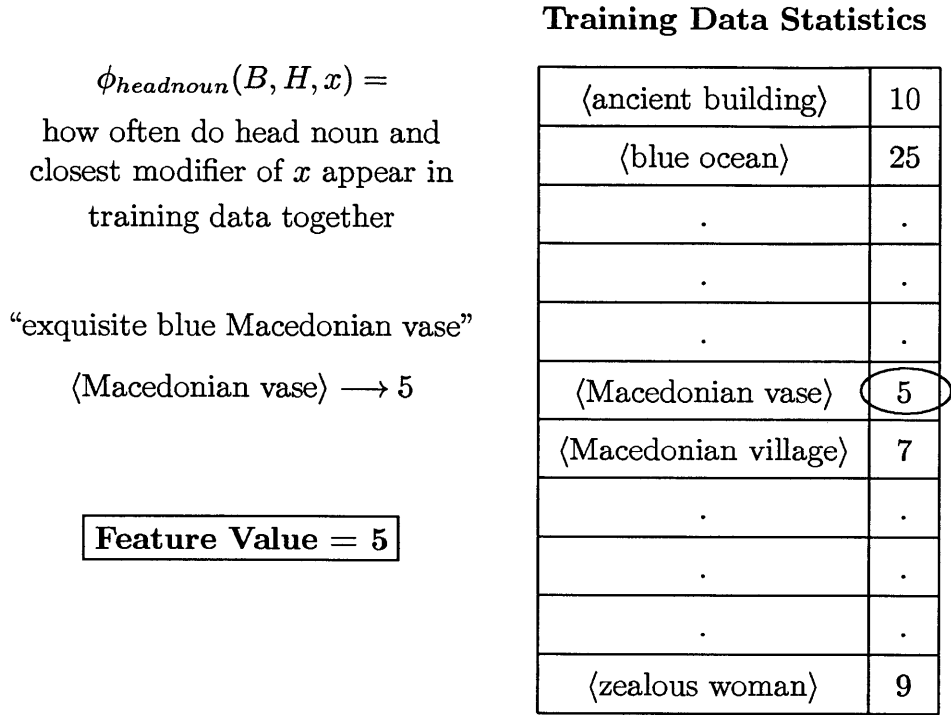 Training Data Statistics
ϕ_headnoun(B, H, x) =
how often do head noun and
closest modifier of x appear in
training data together
“exquisite blue Macedonian vase”
⟨Macedonian vase⟩ ⟶ 5
Feature Value = 5
⟨ancient building⟩ 10
⟨blue ocean⟩ 25
. .
. .
. .
⟨Macedonian vase⟩ 5
⟨Macedonian village⟩ 7
. .
. .
. .
⟨zealous woman⟩ 9